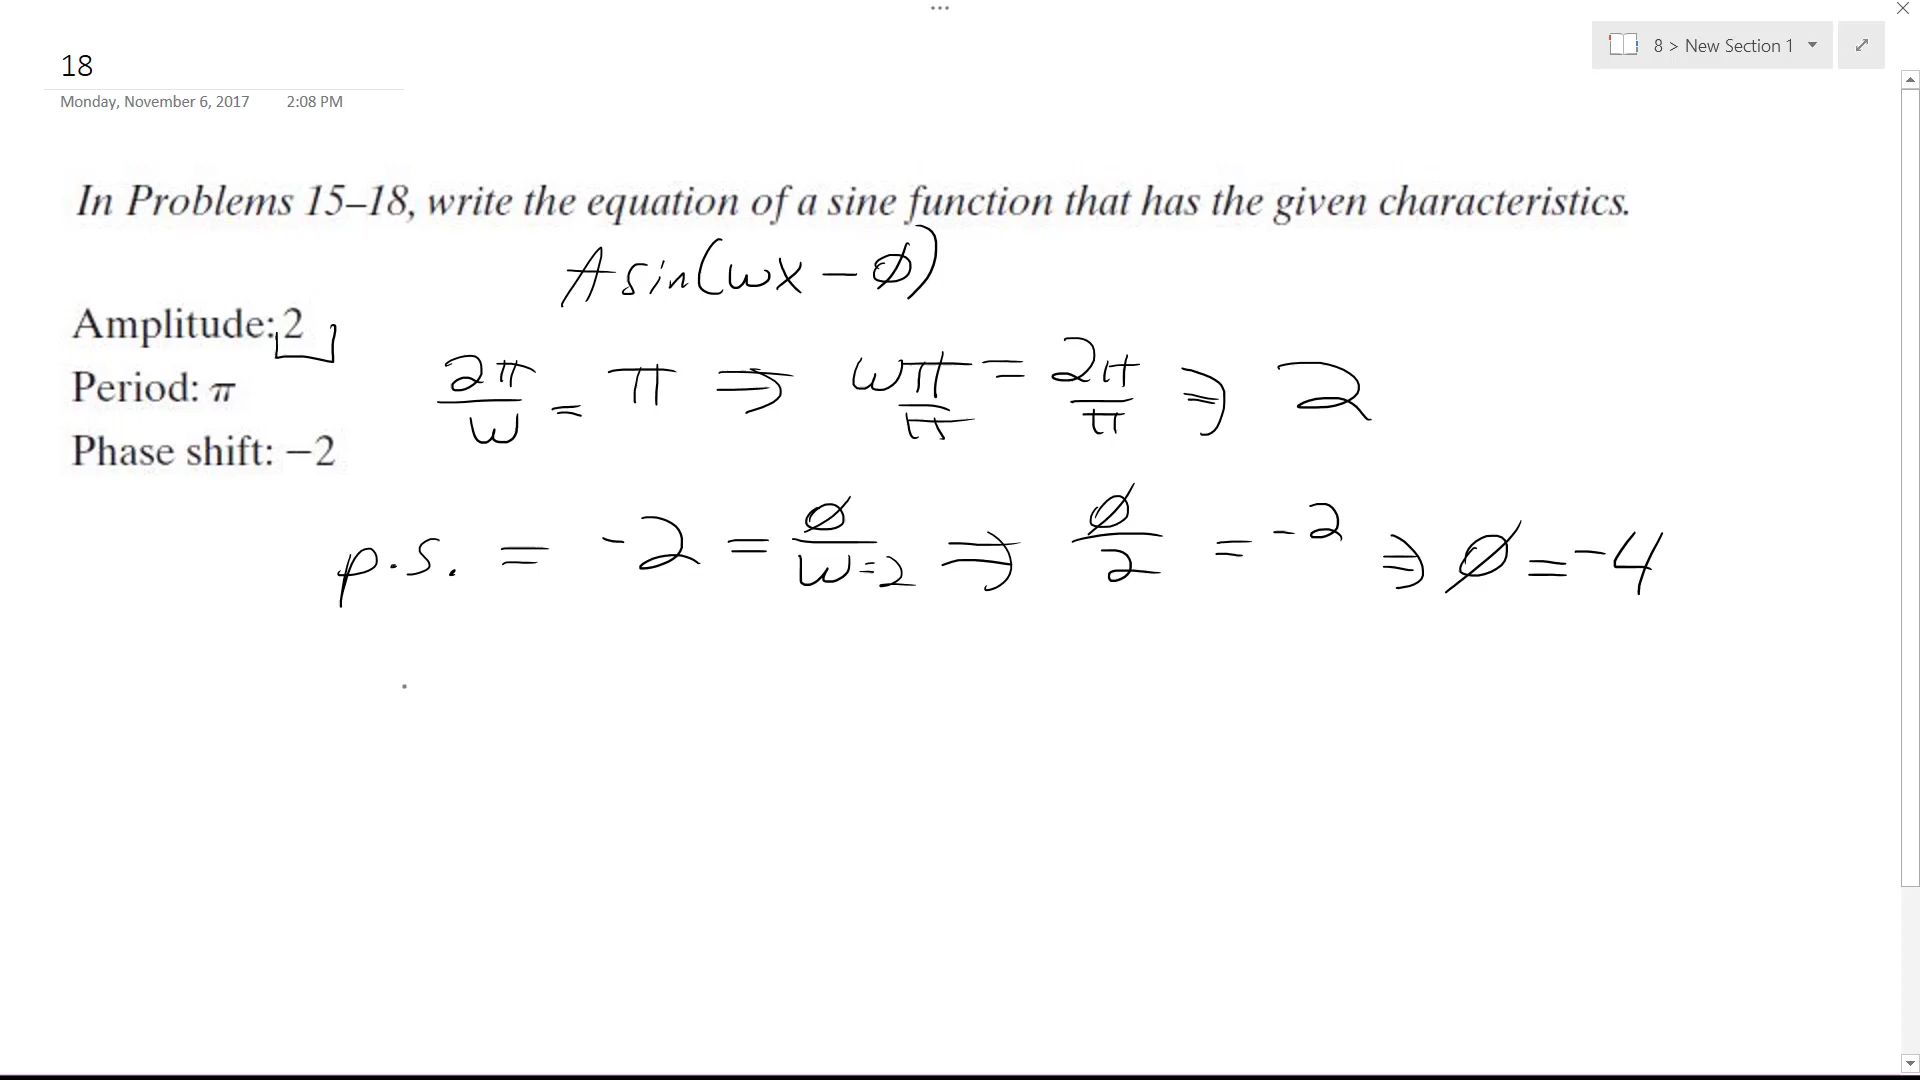 8 > New Section 1
18
Monday, November 6, 2017 2:08 PM
In Problems 15–18, write the equation of a sine function that has the given characteristics.
A sin(ωx − ϕ)
Amplitude: 2
Period: π
Phase shift: −2
2π/ω = π ⇒ ωπ/π = 2π/π ⇒ 2
p.s. = -2 = ϕ/ω=2 ⇒ ϕ/2 = -2 ⇒ ϕ = -4